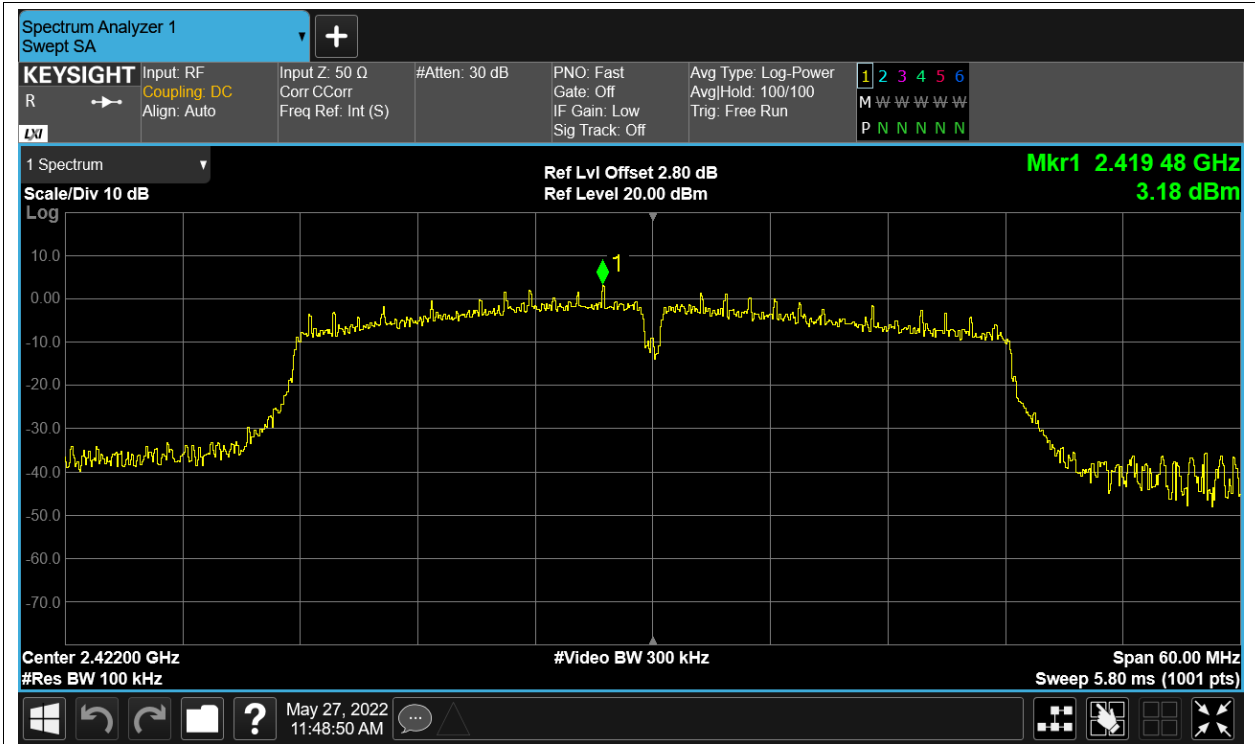 Spectrum Analyzer 1
Swept SA
KEYSIGHT
R
LXI
Input: RF
Coupling: DC
Align: Auto
Input Z: 50 Ω
Corr CCorr
Freq Ref: Int (S)
#Atten: 30 dB
PNO: Fast
Gate: Off
IF Gain: Low
Sig Track: Off
Avg Type: Log-Power
Avg|Hold: 100/100
Trig: Free Run
1 2 3 4 5 6
M W W W W W
P N N N N N
1 Spectrum
Scale/Div 10 dB
Log
Ref Lvl Offset 2.80 dB
Ref Level 20.00 dBm
Mkr1 2.419 48 GHz
3.18 dBm
10.0
0.00
-10.0
-20.0
-30.0
-40.0
-50.0
-60.0
-70.0
1
Center 2.42200 GHz
#Res BW 100 kHz
#Video BW 300 kHz
Span 60.00 MHz
Sweep 5.80 ms (1001 pts)
?
May 27, 2022
11:48:50 AM